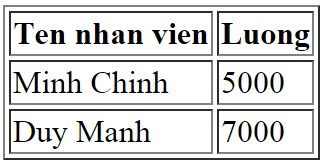 Ten nhan vien Luong
Minh Chinh 5000
Duy Manh 7000